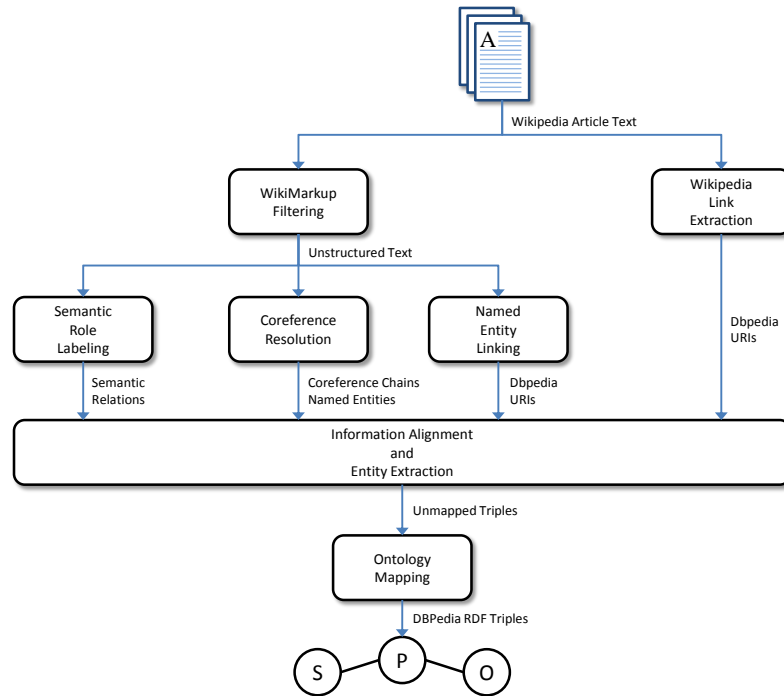 A
Wikipedia Article Text
WikiMarkup
Filtering
Wikipedia
Link
Extraction
Unstructured Text
Semantic
Role
Labeling
Coreference
Resolution
Named
Entity
Linking
Dbpedia
URIs
Semantic
Relations
Coreference Chains
Named Entities
Dbpedia
URIs
Information Alignment
and
Entity Extraction
Unmapped Triples
Ontology
Mapping
DBPedia RDF Triples
S
P
O